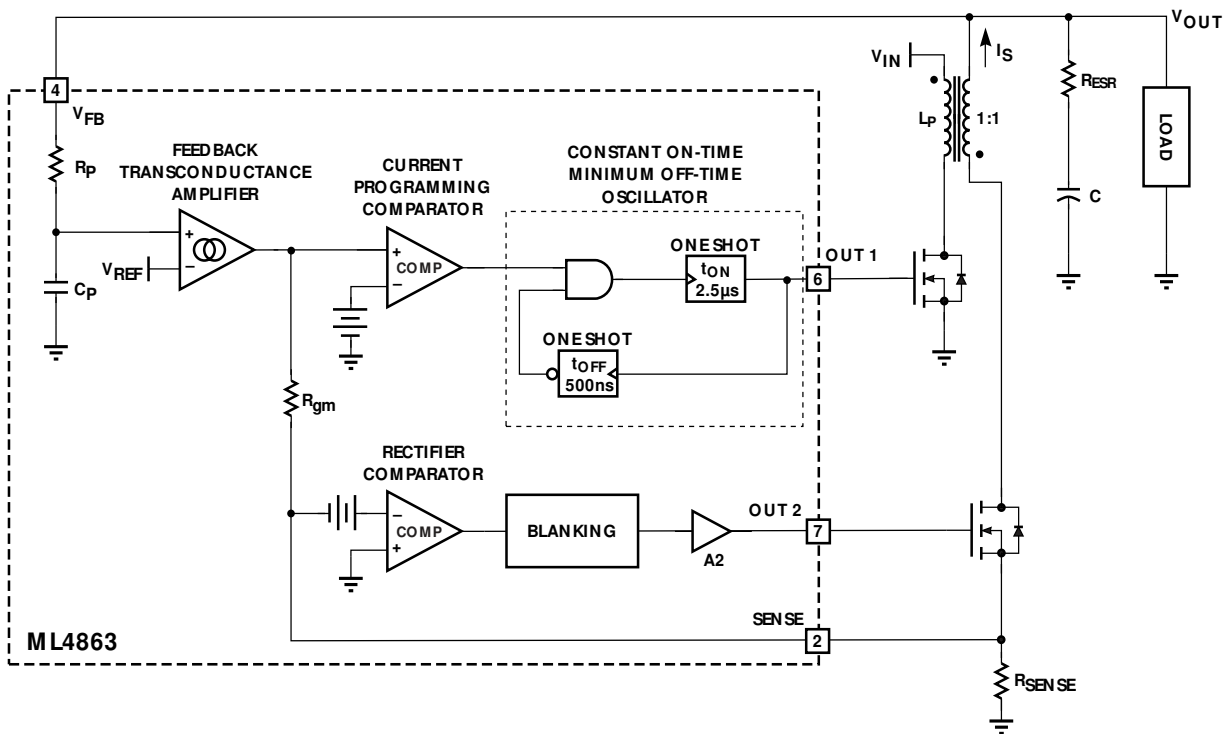 VOUT
IS
VIN
RESR
4
VFB
LP
1:1
LOAD
RP
FEEDBACK
TRANSCONDUCTANCE
AMPLIFIER
CURRENT
PROGRAMMING
COMPARATOR
CONSTANT ON-TIME
MINIMUM OFF-TIME
OSCILLATOR
C
+
VREF
–
+
COMP
–
ONESHOT
tON
2.5µs
OUT 1
6
CP
ONESHOT
tOFF
500ns
Rgm
RECTIFIER
COMPARATOR
–
COMP
+
BLANKING
A2
OUT 2
7
SENSE
2
ML4863
RSENSE